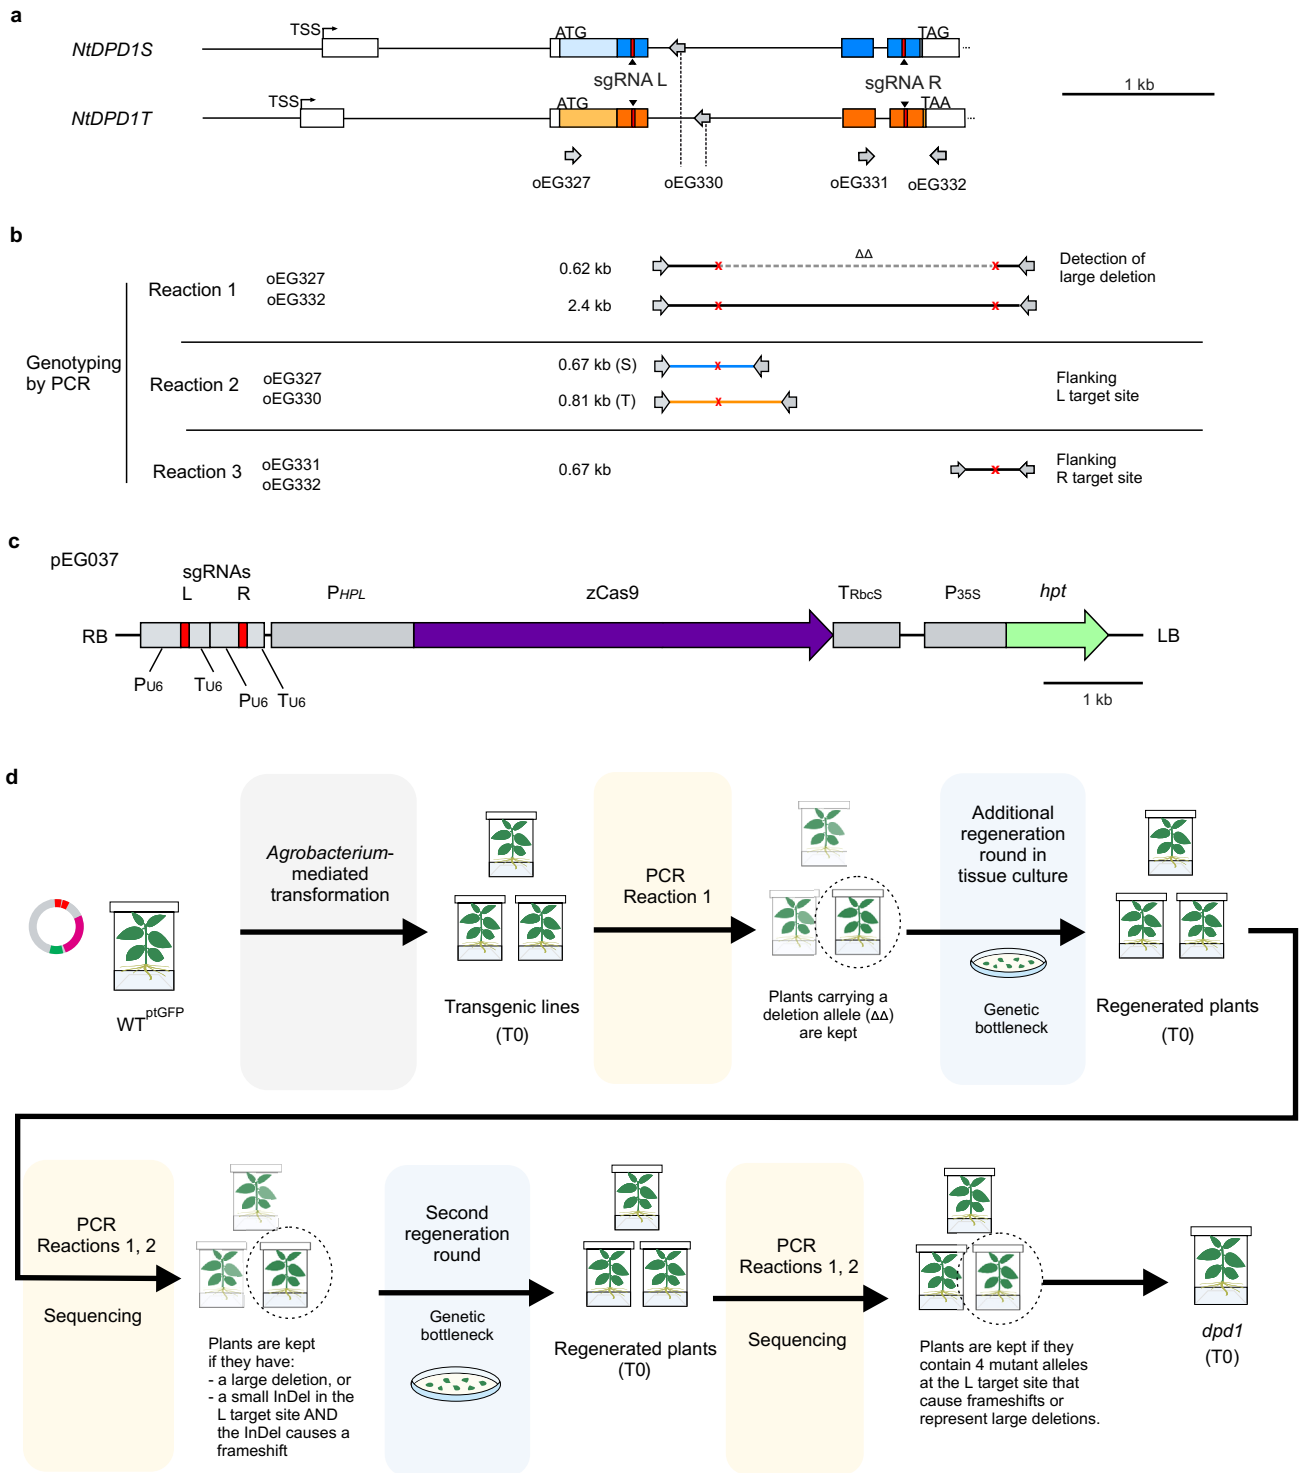 a
NtDPD1S
TSS
ATG
TAG
...
sgRNA L
sgRNA R
1 kb
NtDPD1T
TSS
ATG
TAA
...
oEG327
oEG330
oEG331
oEG332
b
Genotyping
by PCR
Reaction 1
oEG327
oEG332
0.62 kb
x
ΔΔ
x
Detection of
large deletion
2.4 kb
x
x
Reaction 2
oEG327
oEG330
0.67 kb (S)
x
0.81 kb (T)
x
Flanking
L target site
Reaction 3
oEG331
oEG332
0.67 kb
x
Flanking
R target site
c
pEG037
sgRNAs
L
R
PHPL
zCas9
TRbcS
P35S
hpt
RB
LB
PU6
TU6
PU6
TU6
1 kb
d
WTptGFP
Agrobacterium-
mediated
transformation
Transgenic lines
(T0)
PCR
Reaction 1
Plants carrying a
deletion allele (ΔΔ)
are kept
Additional
regeneration
round in
tissue culture
Genetic
bottleneck
Regenerated plants
(T0)
PCR
Reactions 1, 2
Sequencing
Plants are kept
if they have:
- a large deletion, or
- a small InDel in the
L target site AND
the InDel causes a
frameshift
Second
regeneration
round
Genetic
bottleneck
Regenerated plants
(T0)
PCR
Reactions 1, 2
Sequencing
Plants are kept if they
contain 4 mutant alleles
at the L target site that
cause frameshifts or
represent large deletions.
dpd1
(T0)